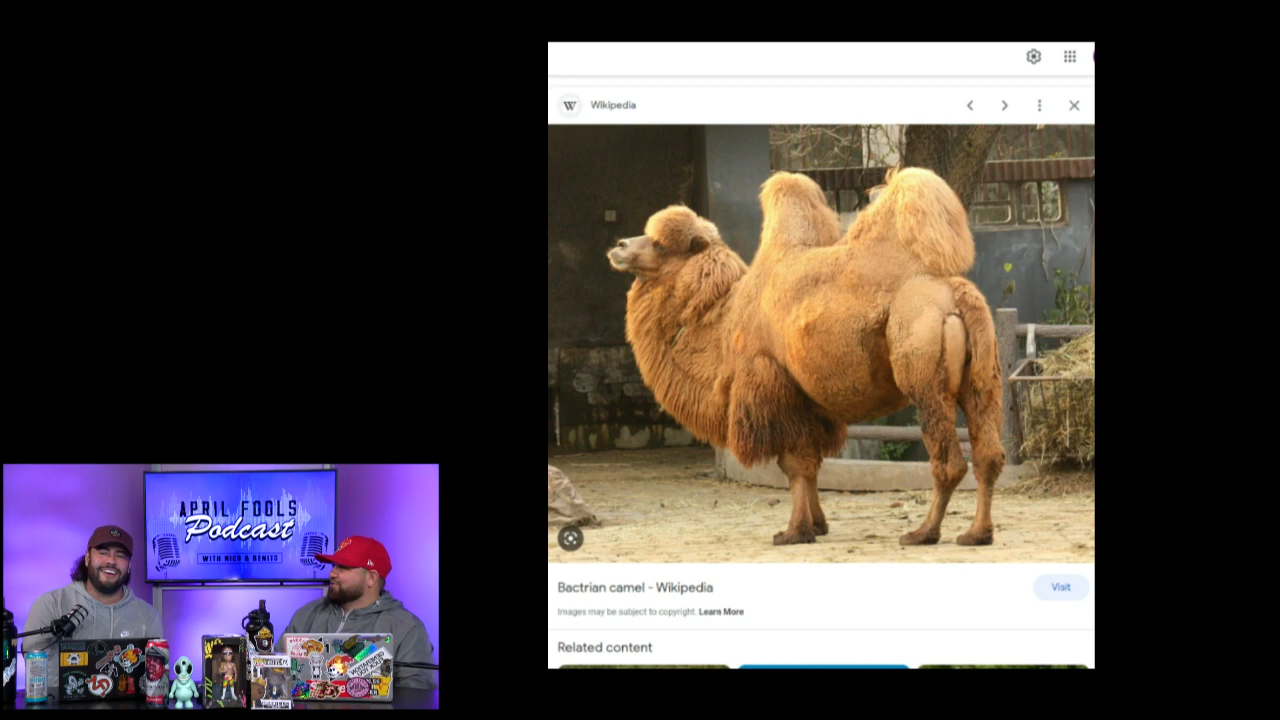 W Wikipedia
Bactrian camel - Wikipedia
Visit
Images may be subject to copyright. Learn More
Related content
APRIL FOOLS
Podcast
WITH NICO & BENITO